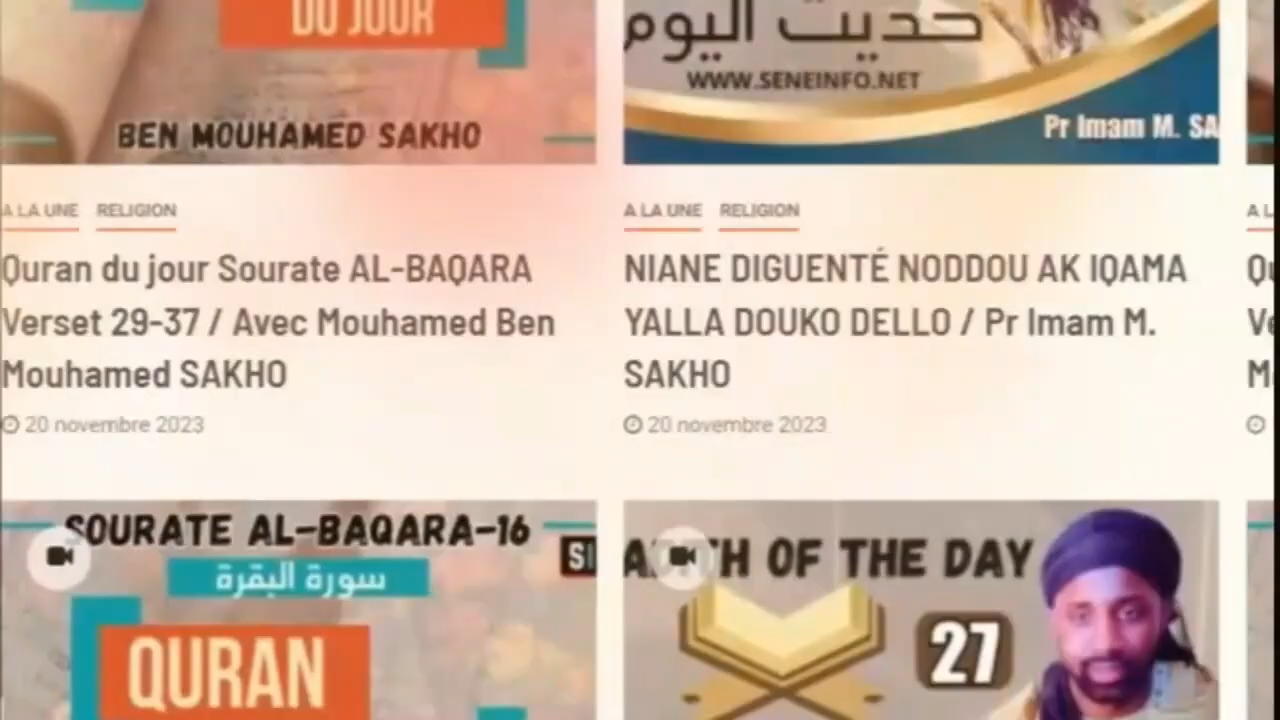 DU JOUR
BEN MOUHAMED SAKHO
حديث اليوم
WWW.SENEINFO.NET
Pr Imam M. SA
A LA UNE RELIGION
Quran du jour Sourate AL-BAQARA
Verset 29-37 / Avec Mouhamed Ben
Mouhamed SAKHO
20 novembre 2023
A LA UNE RELIGION
NIANE DIGUENTÉ NODDOU AK IQAMA
YALLA DOUKO DELLO / Pr Imam M.
SAKHO
20 novembre 2023
SOURATE AL-BAQARA-16
سورة البقرة
QURAN
OF THE DAY
27